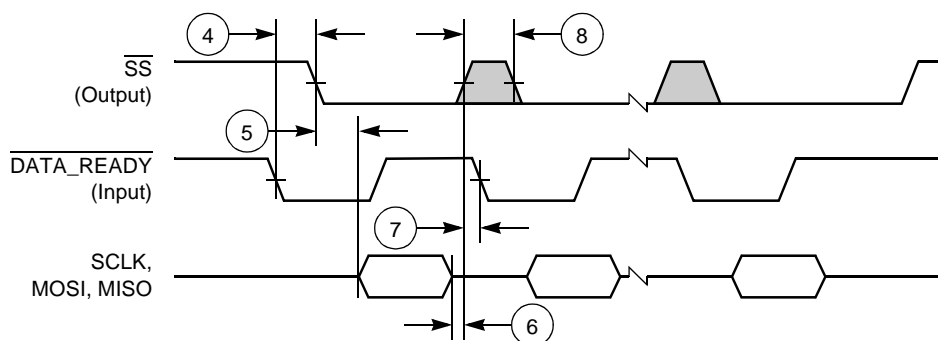 4
8
SS
(Output)
5
DATA_READY
(Input)
7
SCLK,
MOSI, MISO
6